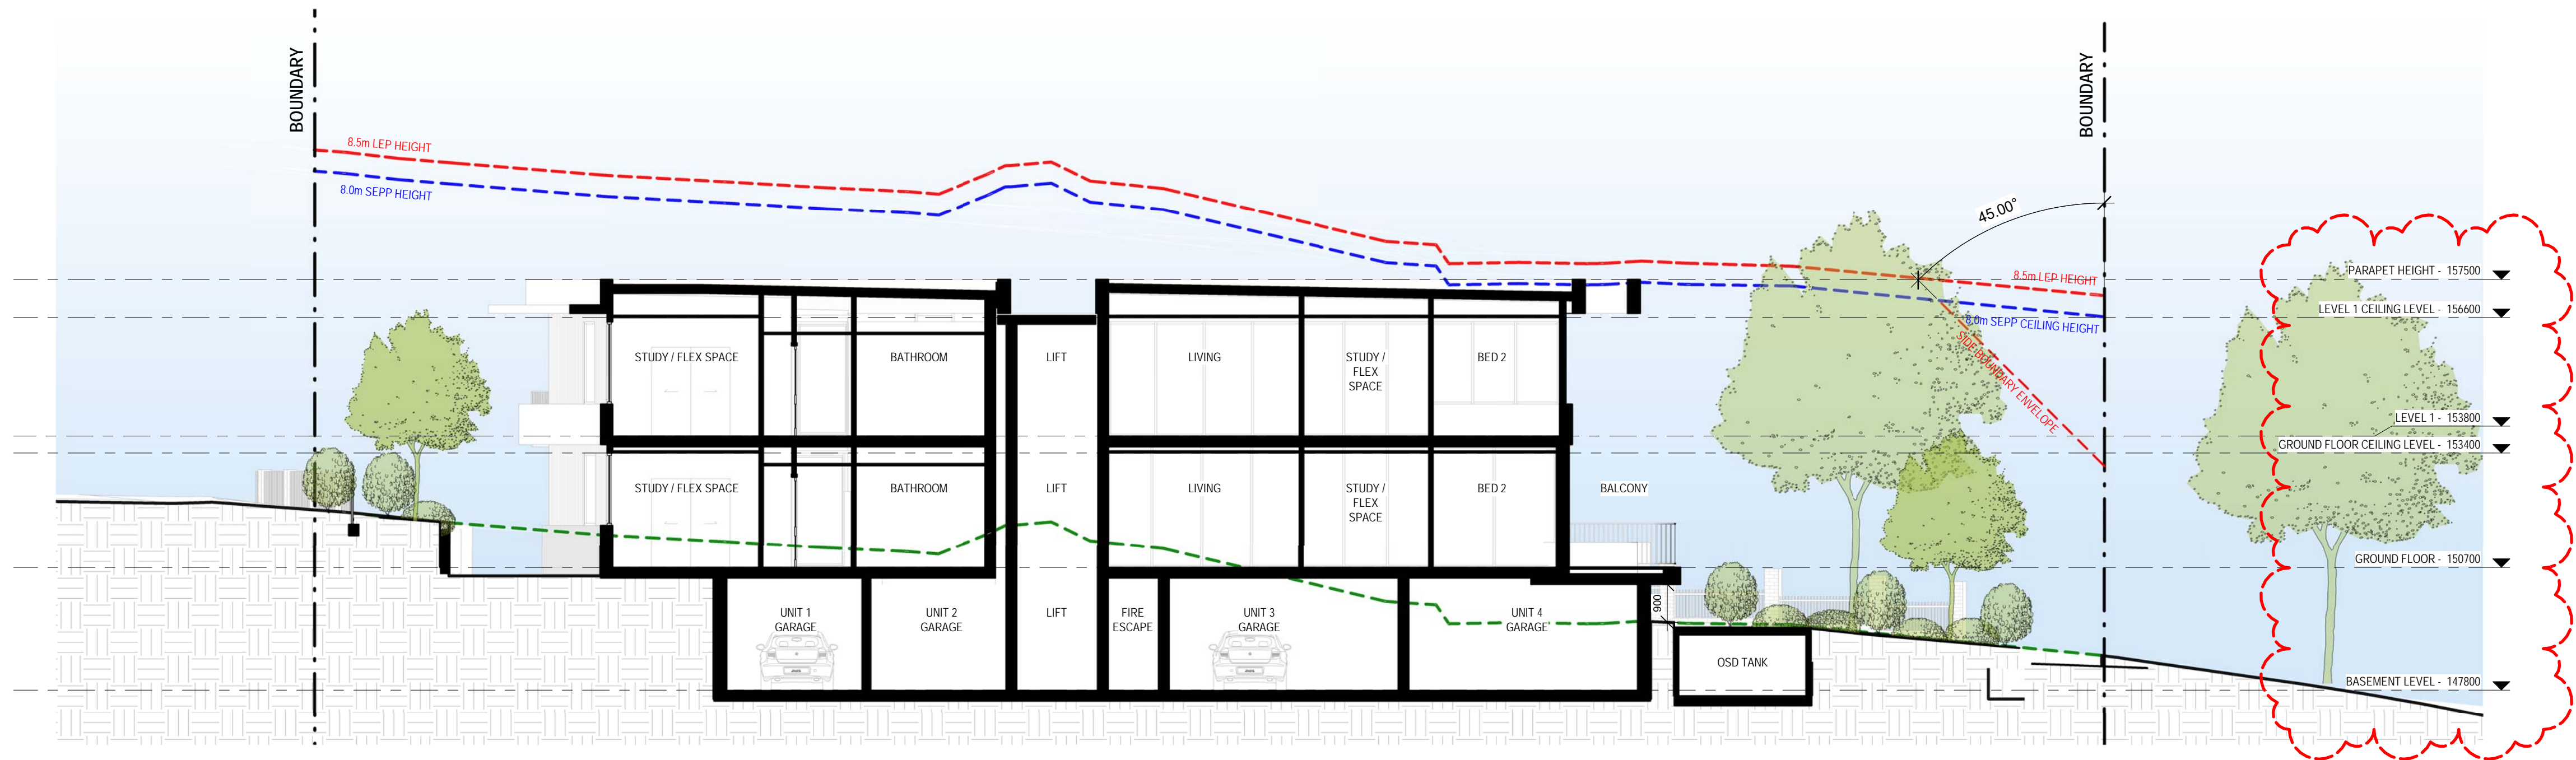 BOUNDARY
BOUNDARY
8.5m LEP HEIGHT
8.0m SEPP HEIGHT
45.00°
8.5m LEP HEIGHT
8.0m SEPP CEILING HEIGHT
SIDE BOUNDARY ENVELOPE
PARAPET HEIGHT - 157500
LEVEL 1 CEILING LEVEL - 156600
LEVEL 1 - 153800
GROUND FLOOR CEILING LEVEL - 153400
GROUND FLOOR - 150700
BASEMENT LEVEL - 147800
STUDY / FLEX SPACE
BATHROOM
LIFT
LIVING
STUDY /
FLEX
SPACE
BED 2
STUDY / FLEX SPACE
BATHROOM
LIFT
LIVING
STUDY /
FLEX
SPACE
BED 2
BALCONY
UNIT 1
GARAGE
UNIT 2
GARAGE
LIFT
FIRE
ESCAPE
UNIT 3
GARAGE
UNIT 4
GARAGE
900
OSD TANK